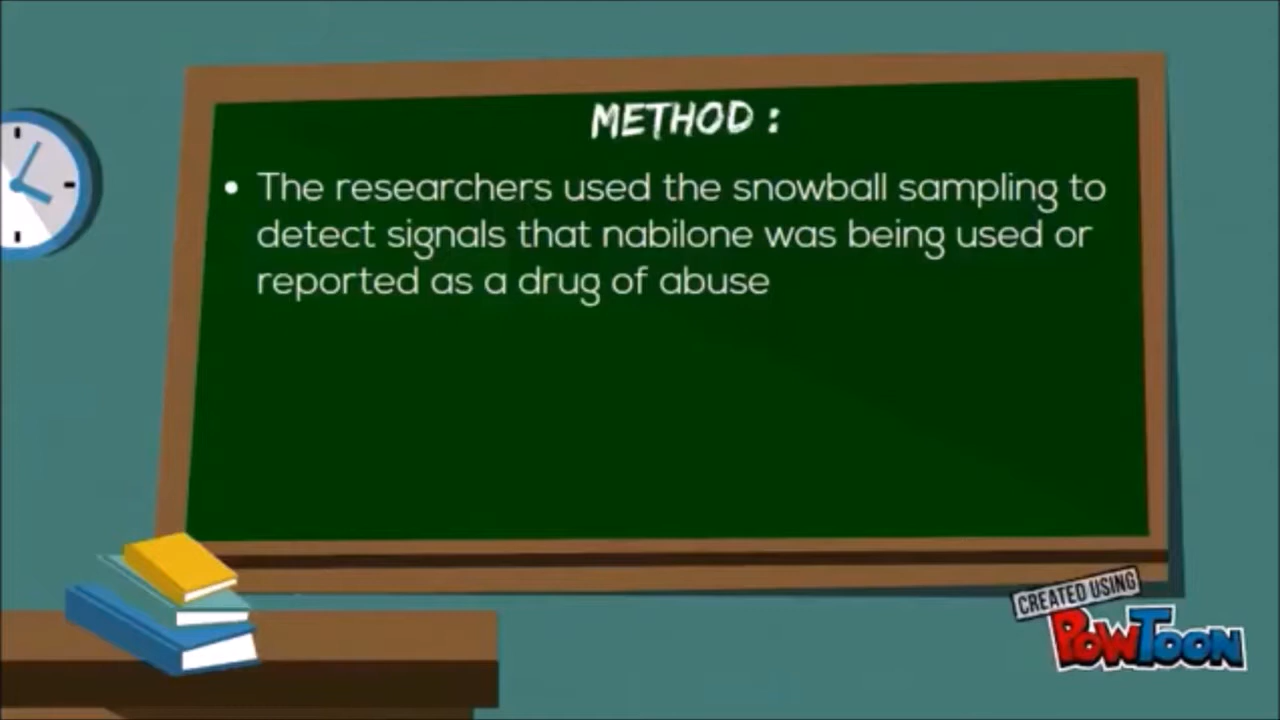 METHOD :
• The researchers used the snowball sampling to
detect signals that nabilone was being used or
reported as a drug of abuse
CREATED USING
POWTOON